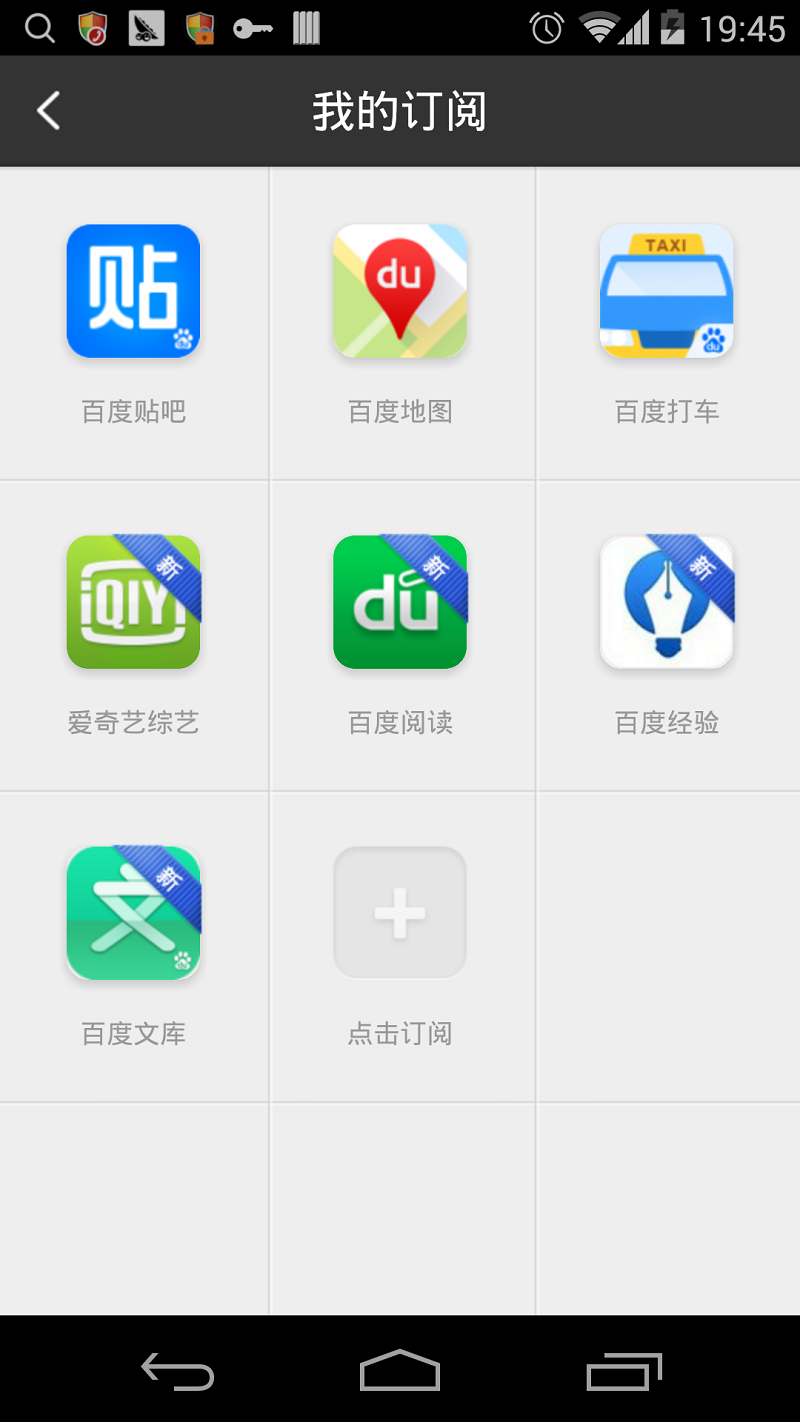 19:45
我的订阅
贴
du
TAXI
du
百度贴吧
百度地图
百度打车
iQIYI
新
du
新
新
爱奇艺综艺
百度阅读
百度经验
文
新
百度文库
点击订阅